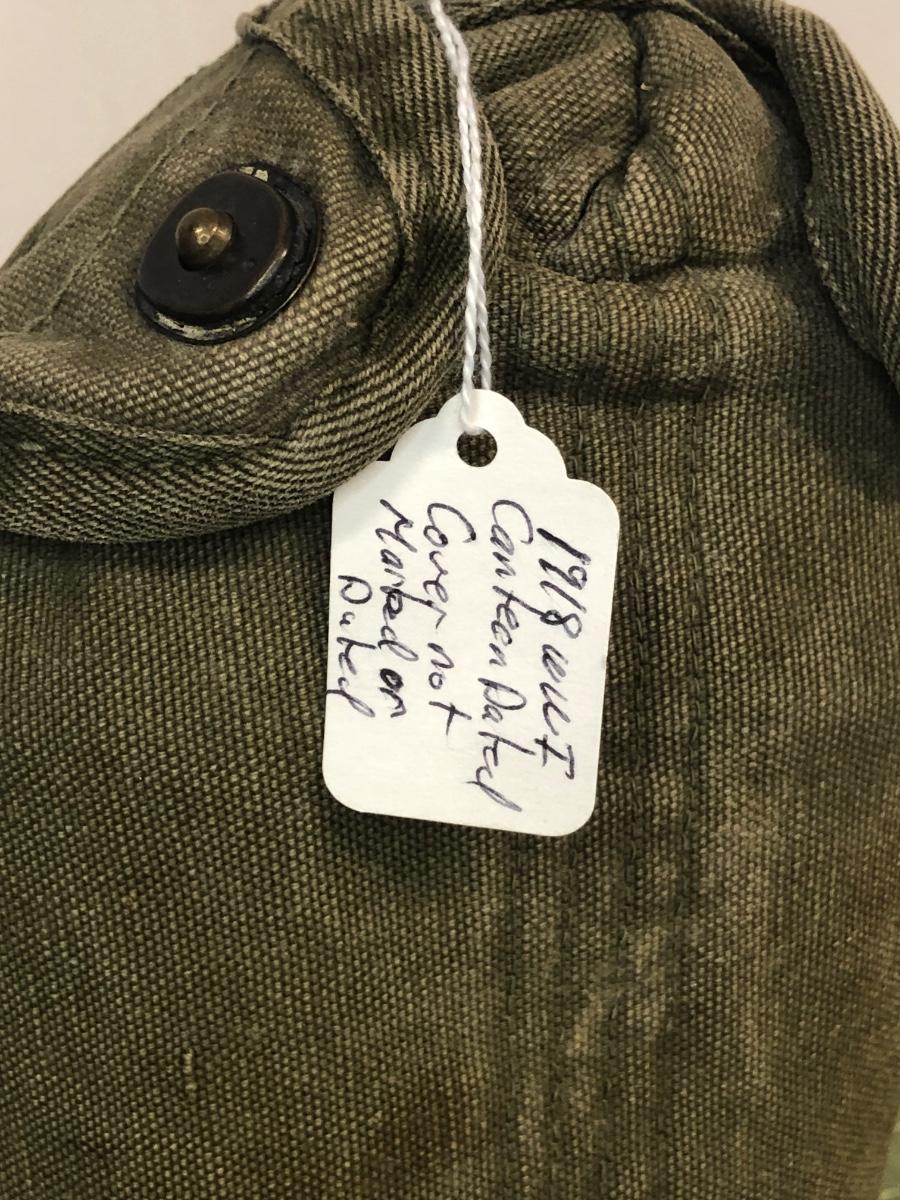 1918 WWI
Canteen Dated
Cover not
Marked or
Dated